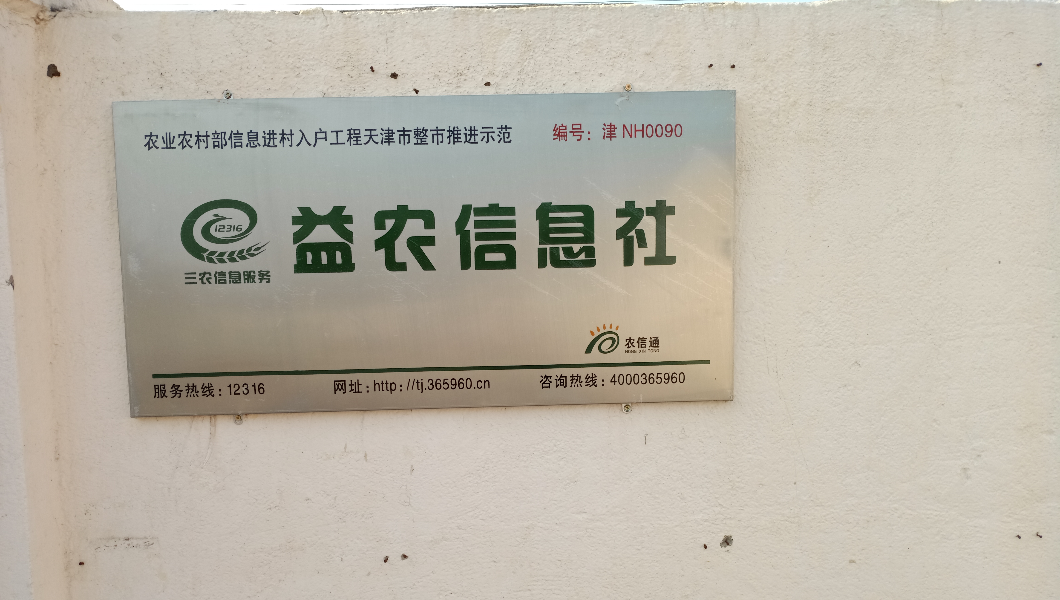 农业农村部信息进村入户工程天津市整市推进示范 编号：津 NH0090
12316
三农信息服务
益农信息社
农信通
NONG XIN TONG
服务热线：12316 网址：http://tj.365960.cn 咨询热线：4000365960